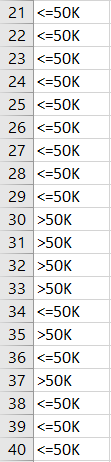 21 <=50K
22 <=50K
23 <=50K
24 <=50K
25 <=50K
26 <=50K
27 <=50K
28 <=50K
29 <=50K
30 >50K
31 >50K
32 >50K
33 >50K
34 <=50K
35 >50K
36 <=50K
37 >50K
38 <=50K
39 <=50K
40 <=50K